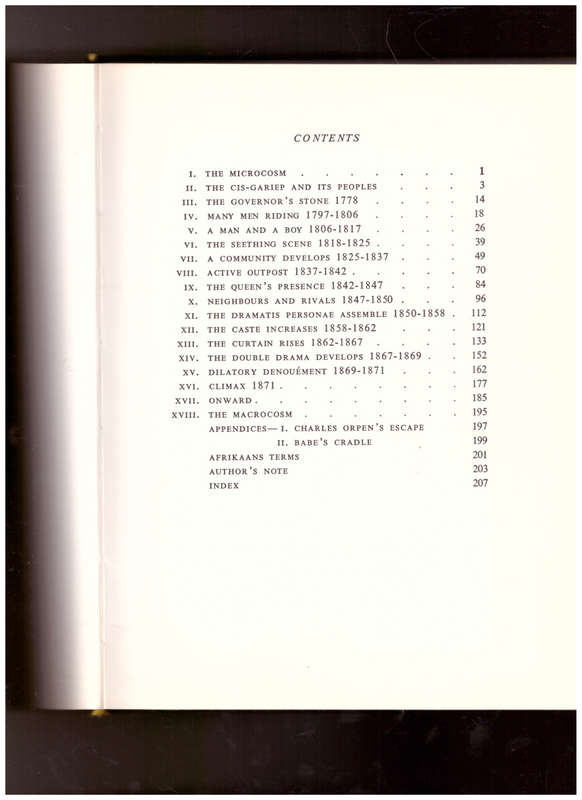 CONTENTS
I. THE MICROCOSM . . . . . . . 1
II. THE CIS-GARIEP AND ITS PEOPLES . . . 3
III. THE GOVERNOR'S STONE 1778 . . . . 14
IV. MANY MEN RIDING 1797-1806 . . . . 18
V. A MAN AND A BOY 1806-1817 . . . . 26
VI. THE SEETHING SCENE 1818-1825 . . . . 39
VII. A COMMUNITY DEVELOPS 1825-1837 . . . 49
VIII. ACTIVE OUTPOST 1837-1842 . . . . . 70
IX. THE QUEEN'S PRESENCE 1842-1847 . . . 84
X. NEIGHBOURS AND RIVALS 1847-1850 . . . 96
XI. THE DRAMATIS PERSONAE ASSEMBLE 1850-1858 . 112
XII. THE CASTE INCREASES 1858-1862 . . . 121
XIII. THE CURTAIN RISES 1862-1867 . . . . 133
XIV. THE DOUBLE DRAMA DEVELOPS 1867-1869 . . 152
XV. DILATORY DENOUÉMENT 1869-1871 . . . 162
XVI. CLIMAX 1871 . . . . . . . . 177
XVII. ONWARD . . . . . . . . . 185
XVIII. THE MACROCOSM . . . . . . . 195
APPENDICES— I. CHARLES ORPEN'S ESCAPE 197
II. BABE'S CRADLE 199
AFRIKAANS TERMS 201
AUTHOR'S NOTE 203
INDEX 207